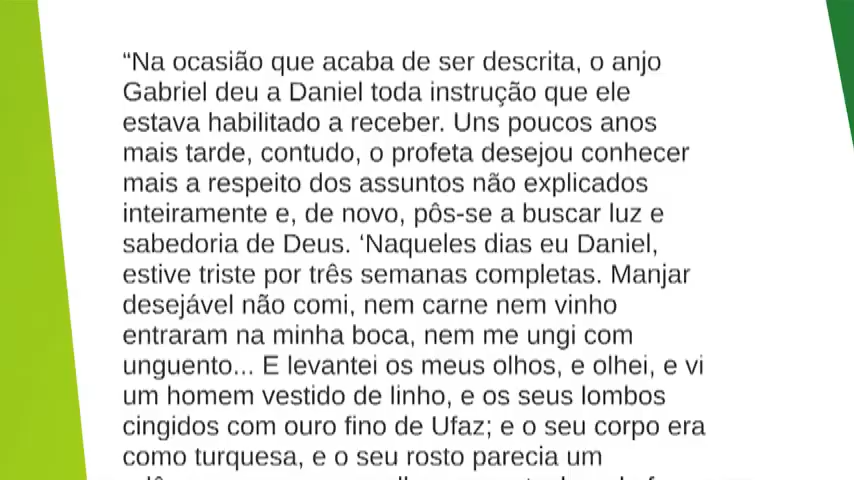 “Na ocasião que acaba de ser descrita, o anjo
Gabriel deu a Daniel toda instrução que ele
estava habilitado a receber. Uns poucos anos
mais tarde, contudo, o profeta desejou conhecer
mais a respeito dos assuntos não explicados
inteiramente e, de novo, pôs-se a buscar luz e
sabedoria de Deus. ‘Naqueles dias eu Daniel,
estive triste por três semanas completas. Manjar
desejável não comi, nem carne nem vinho
entraram na minha boca, nem me ungi com
unguento... E levantei os meus olhos, e olhei, e vi
um homem vestido de linho, e os seus lombos
cingidos com ouro fino de Ufaz; e o seu corpo era
como turquesa, e o seu rosto parecia um